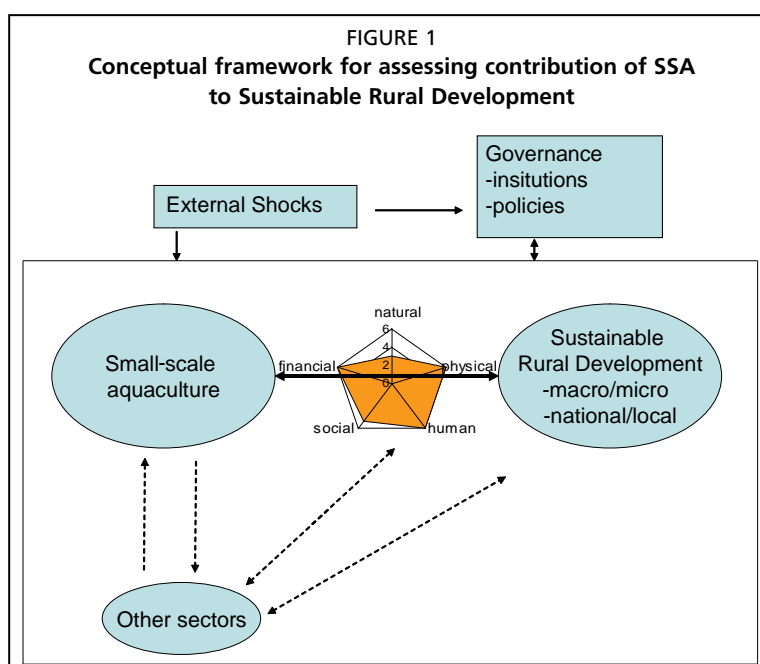 FIGURE 1
Conceptual framework for assessing contribution of SSA
to Sustainable Rural Development
Governance
-insitutions
-policies
External Shocks
natural
6
4
2
0
financial
physical
social
human
Small-scale
aquaculture
Sustainable
Rural Development
-macro/micro
-national/local
Other sectors